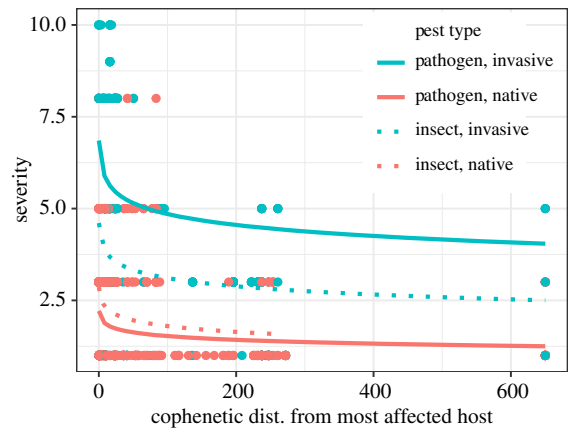 10.0
7.5
5.0
2.5
severity
pest type
pathogen, invasive
pathogen, native
insect, invasive
insect, native
0
200
400
600
cophenetic dist. from most affected host